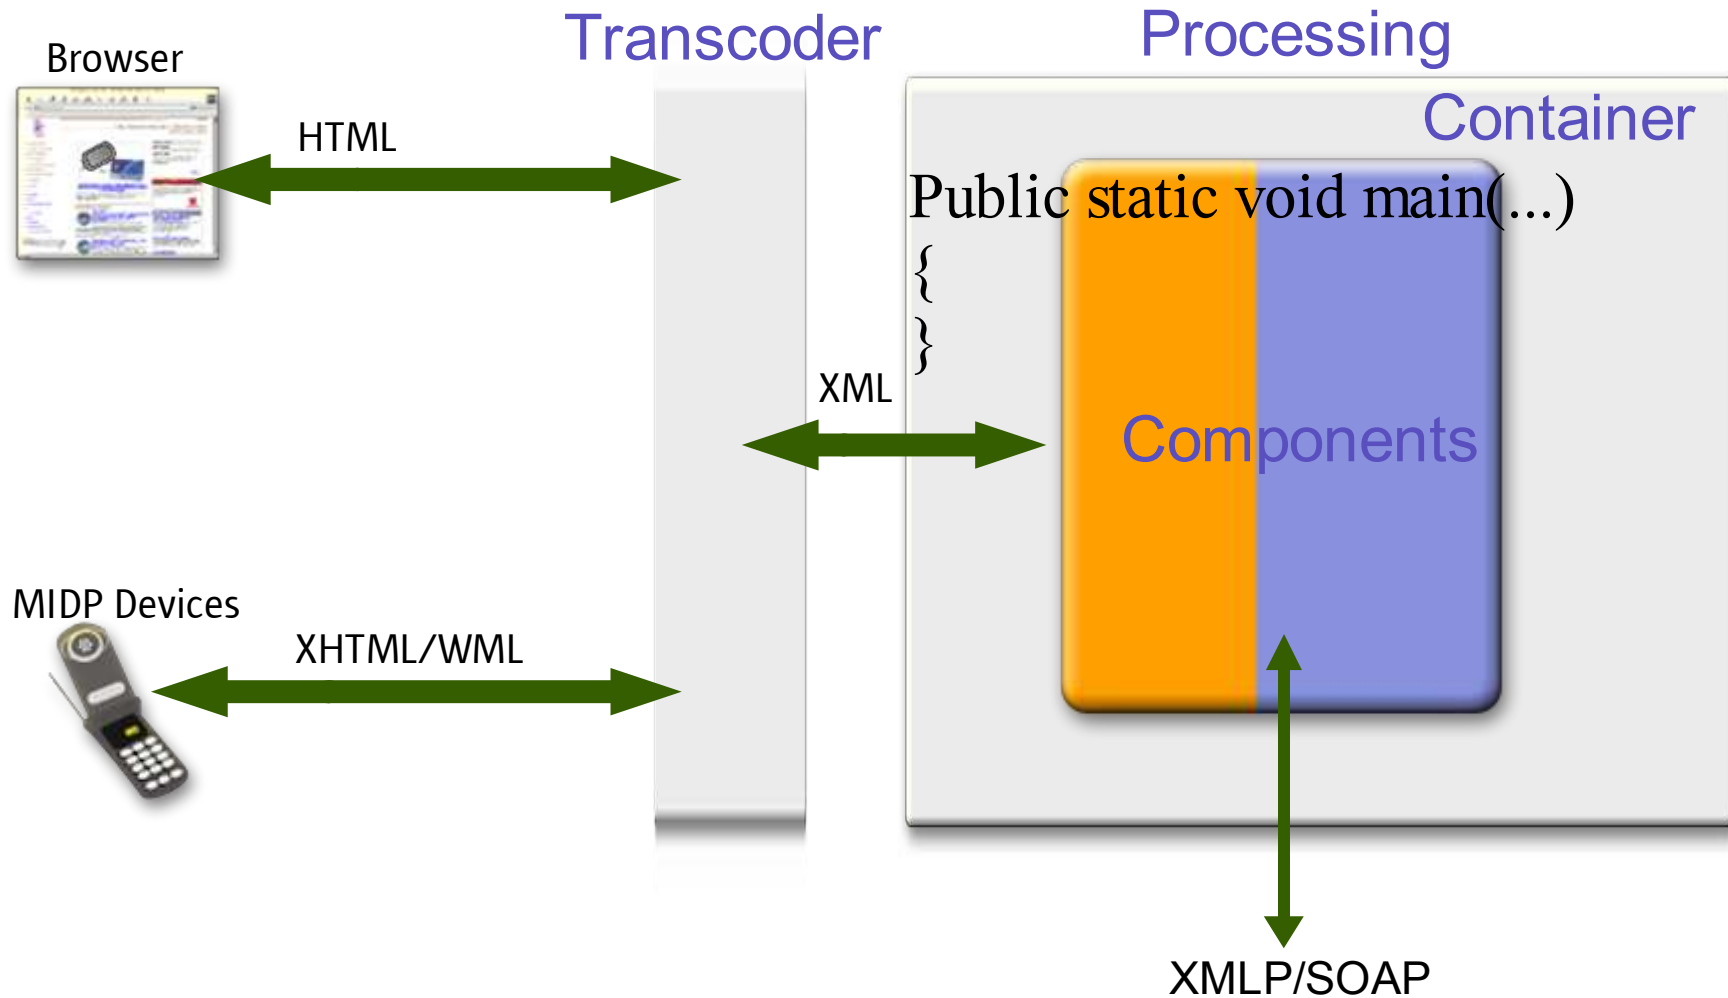 Transcoder
Processing
Browser
Container
HTML
Public static void main(...)
{
}
XML
Components
MIDP Devices
XHTML/WML
XMLP/SOAP